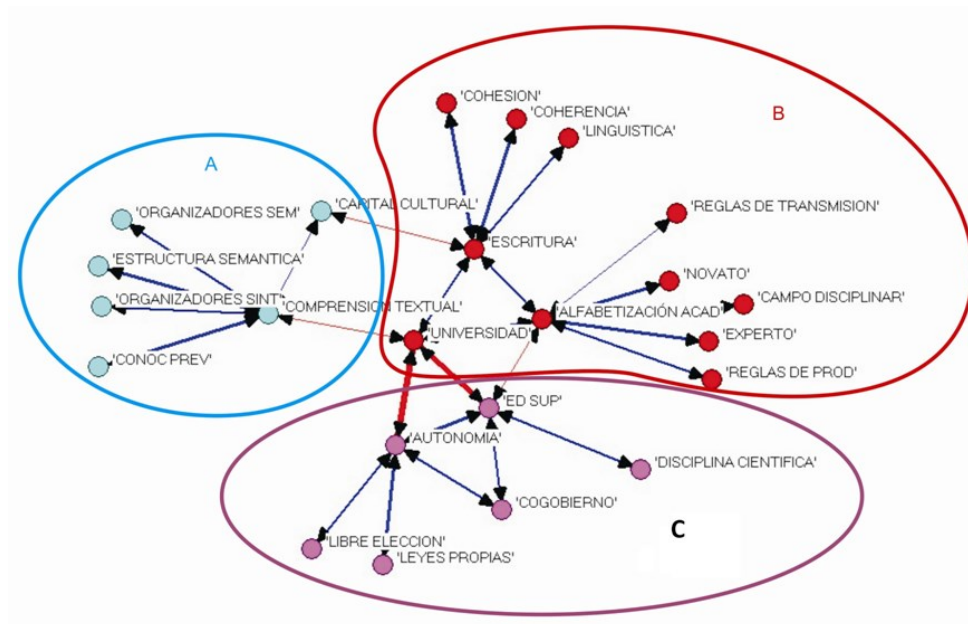 'COHESION'
'COHERENCIA'
B
'LINGUISTICA'
A
'CAPITAL CULTURAL'
'REGLAS DE TRANSMISION'
'ORGANIZADORES SEM'
'ESCRITURA'
'ESTRUCTURA SEMANTICA'
'NOVATO'
'ORGANIZADORES SINT'
'COMPRENSION TEXTUAL'
'CAMPO DISCIPLINAR'
'ALFABETIZACIÓN ACAD'
'UNIVERSIDAD'
'EXPERTO'
'CONOC PREV'
'REGLAS DE PROD'
'ED SUP'
'AUTONOMIA'
'DISCIPLINA CIENTIFICA'
'COGOBIERNO'
C
'LIBRE ELECCION'
'LEYES PROPIAS'